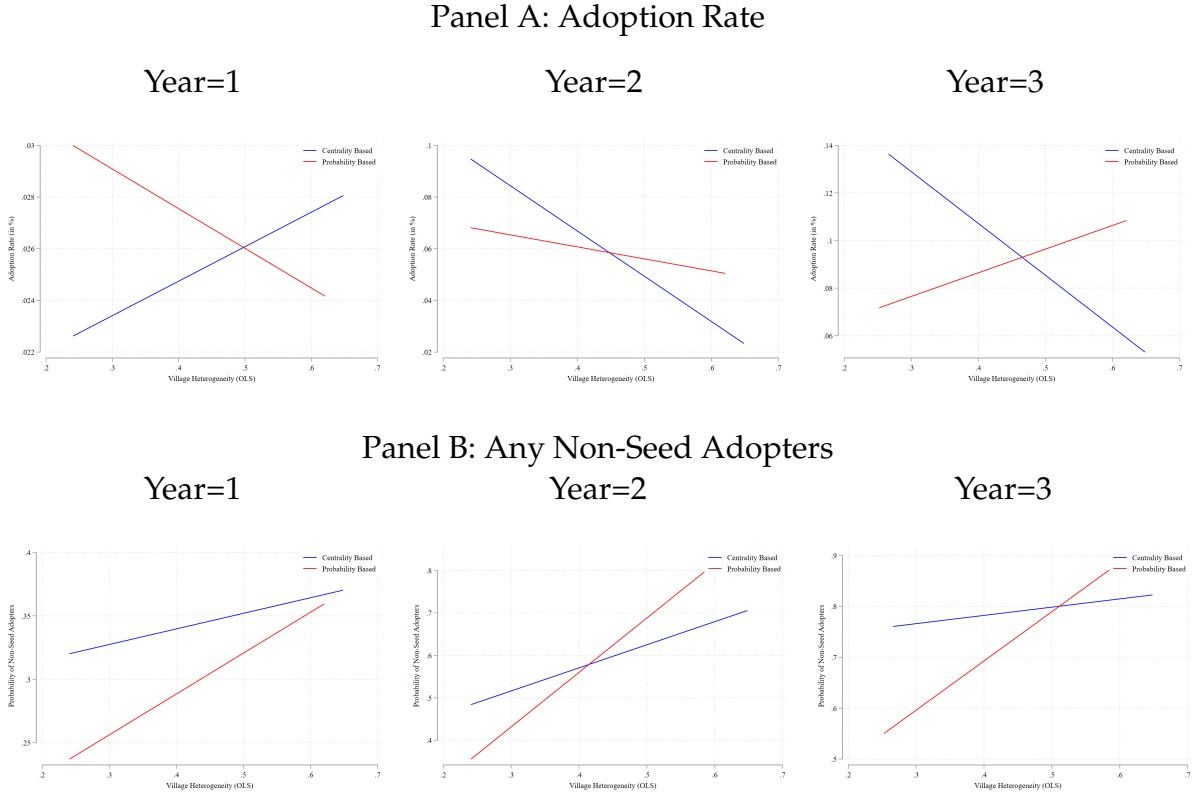 Panel A: Adoption Rate
Year=1
Year=2
Year=3
Adoption Rate (in %)
.03
.028
.026
.024
.022
.2 .3 .4 .5 .6 .7
Village Heterogeneity (OLS)
Centrality Based
Probability Based
Adoption Rate (in %)
.1
.08
.06
.04
.02
.2 .3 .4 .5 .6 .7
Village Heterogeneity (OLS)
Centrality Based
Probability Based
Adoption Rate (in %)
.14
.12
.1
.08
.06
.2 .3 .4 .5 .6 .7
Village Heterogeneity (OLS)
Centrality Based
Probability Based
Panel B: Any Non-Seed Adopters
Year=1
Year=2
Year=3
Probability of Non-Seed Adopters
.4
.35
.3
.25
.2 .3 .4 .5 .6 .7
Village Heterogeneity (OLS)
Centrality Based
Probability Based
Probability of Non-Seed Adopters
.8
.7
.6
.5
.4
.2 .3 .4 .5 .6 .7
Village Heterogeneity (OLS)
Centrality Based
Probability Based
Probability of Non-Seed Adopters
.9
.8
.7
.6
.5
.2 .3 .4 .5 .6 .7
Village Heterogeneity (OLS)
Centrality Based
Probability Based